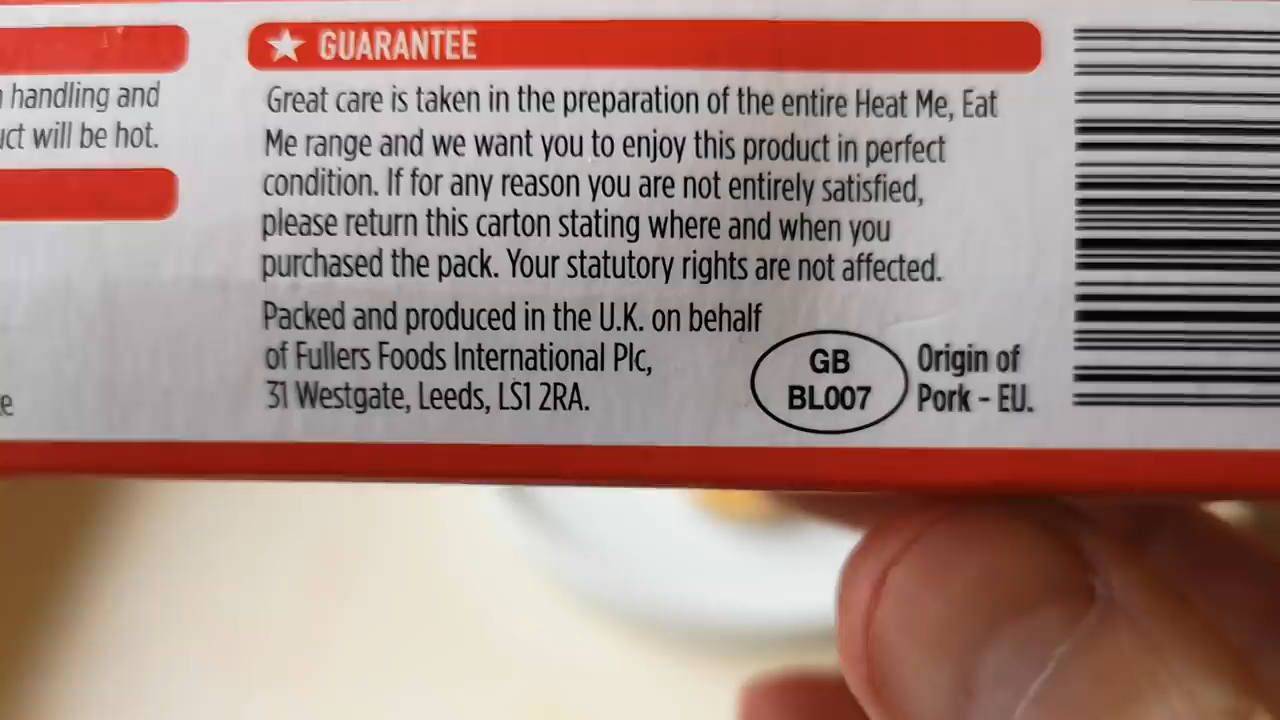 handling and
uct will be hot.
GUARANTEE
Great care is taken in the preparation of the entire Heat Me, Eat
Me range and we want you to enjoy this product in perfect
condition. If for any reason you are not entirely satisfied,
please return this carton stating where and when you
purchased the pack. Your statutory rights are not affected.
Packed and produced in the U.K. on behalf
of Fullers Foods International Plc,
31 Westgate, Leeds, LS1 2RA.
GB
BL007
Origin of
Pork - EU.